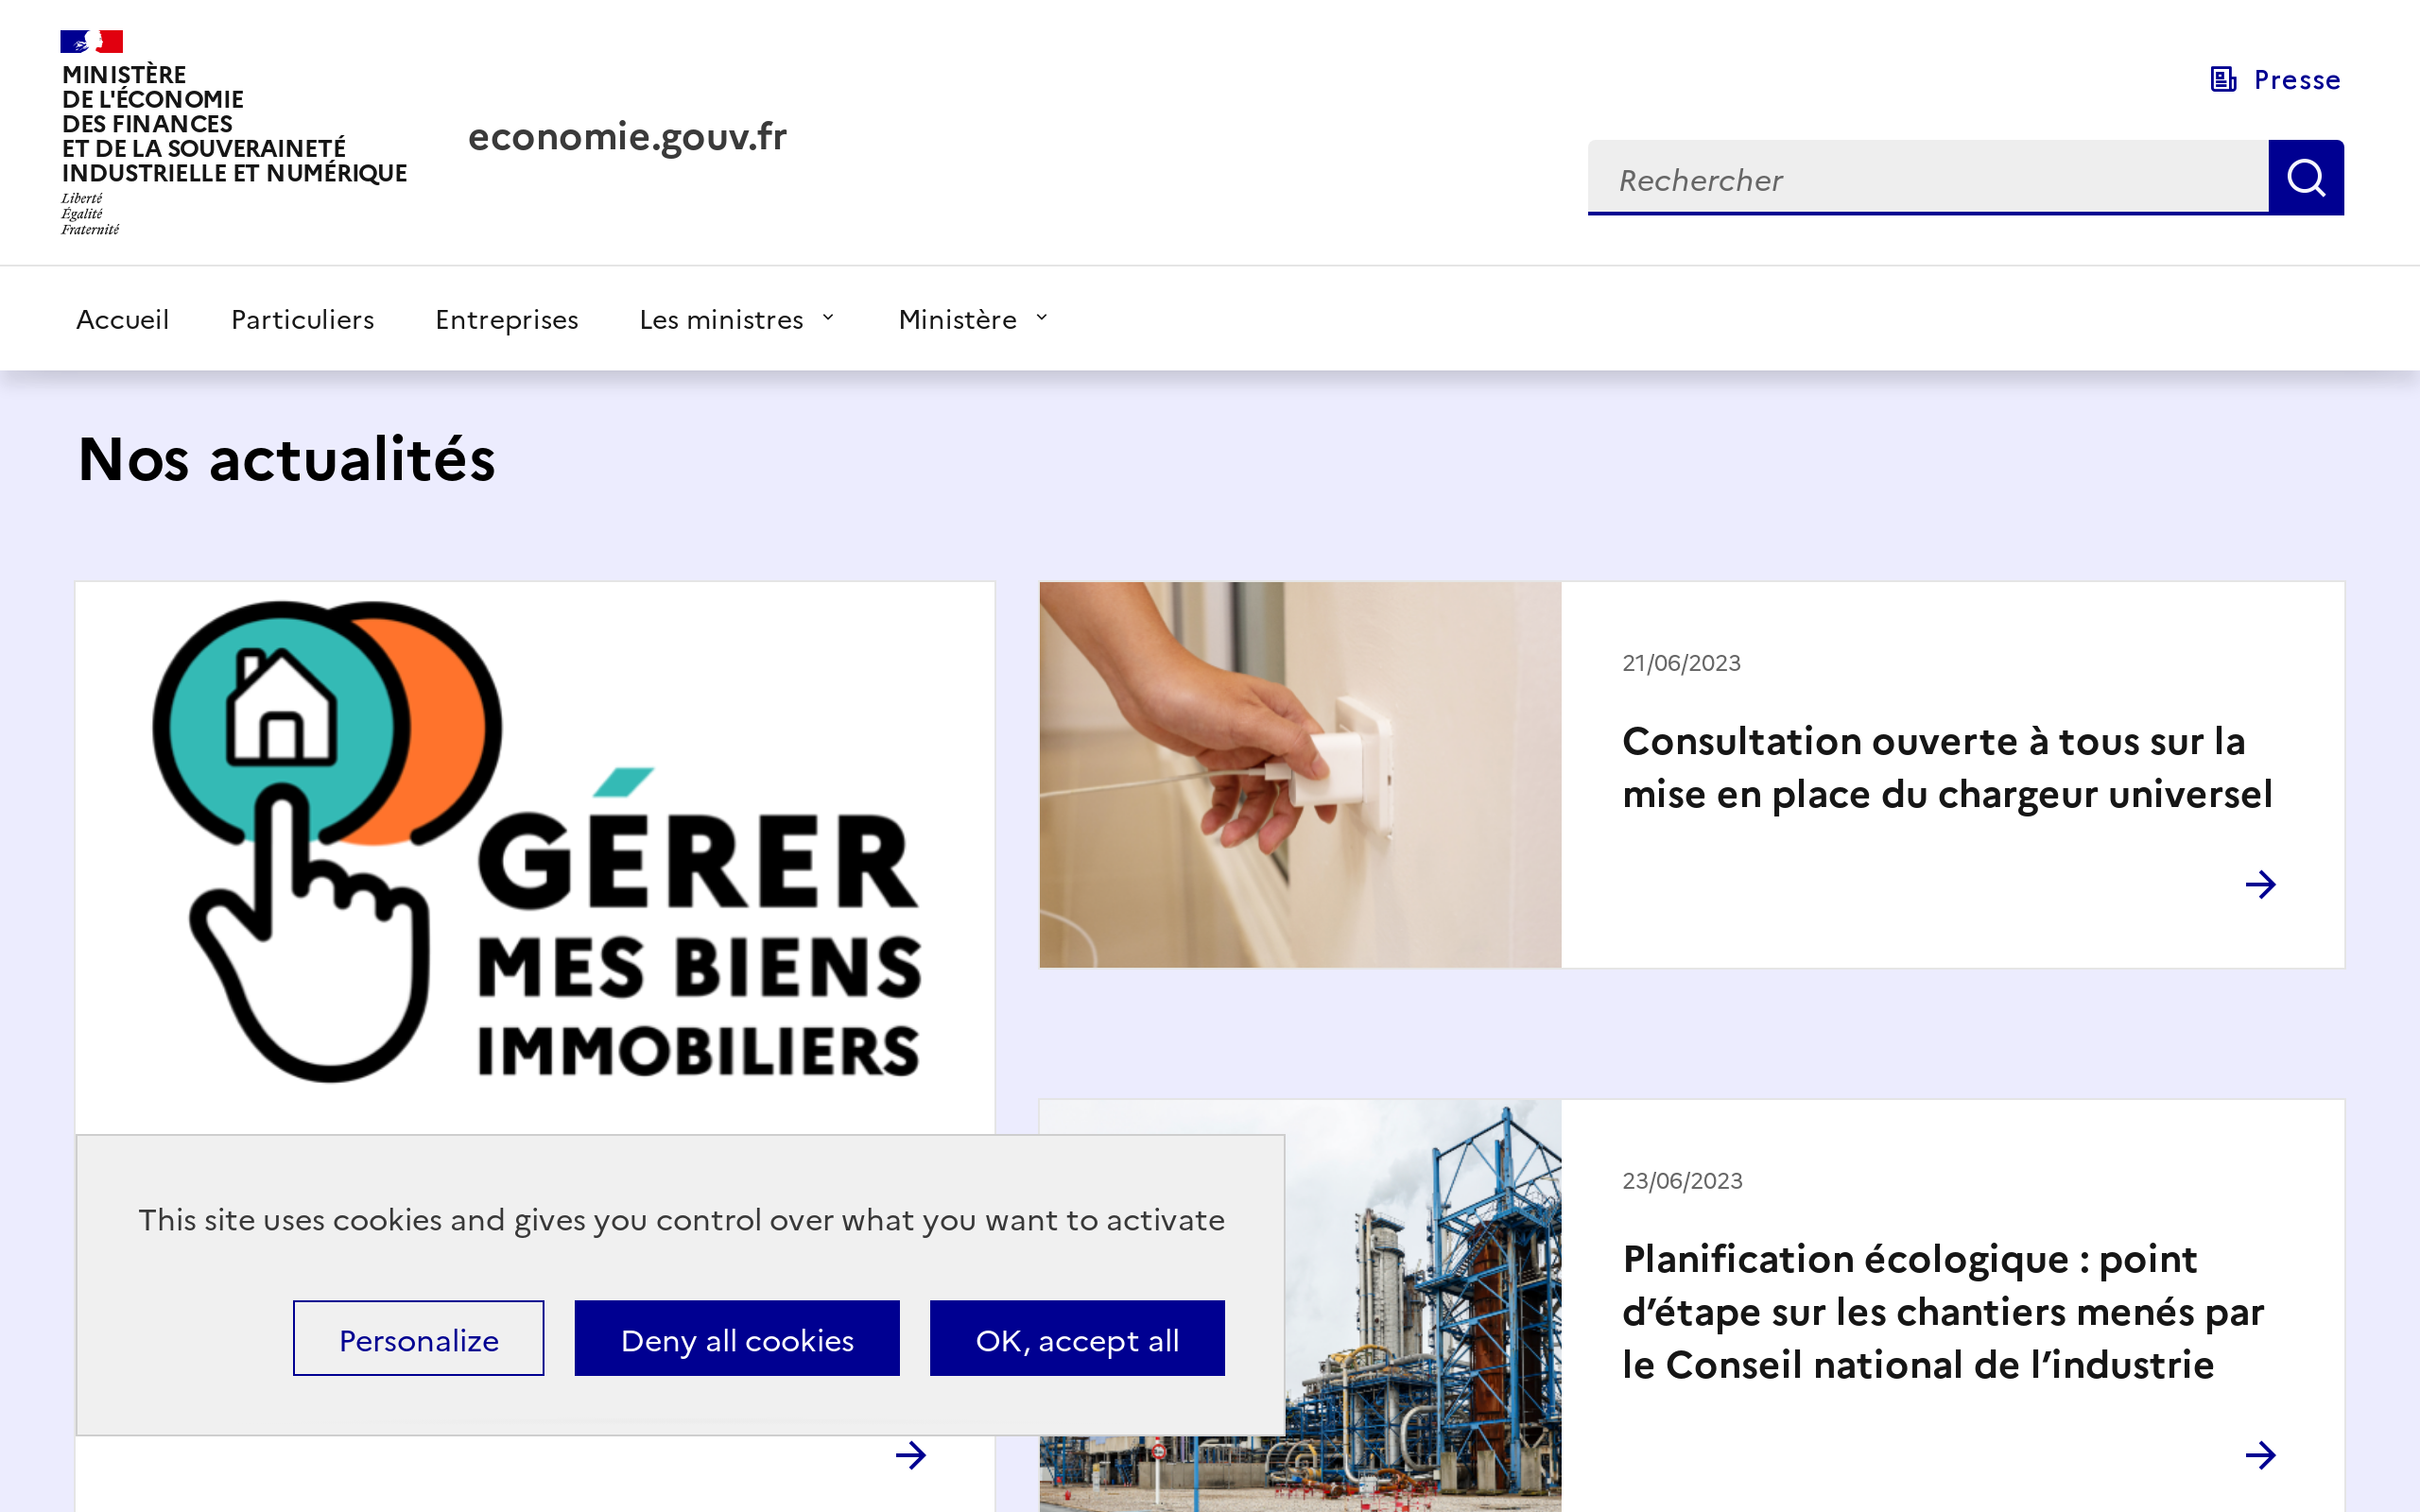 MINISTÈRE
DE L'ÉCONOMIE
DES FINANCES
ET DE LA SOUVERAINETÉ
INDUSTRIELLE ET NUMÉRIQUE
Liberté
Égalité
Fraternité
economie.gouv.fr
Presse
Rechercher
Accueil
Particuliers
Entreprises
Les ministres
Ministère
Nos actualités
GÉRER
MES BIENS
IMMOBILIERS
21/06/2023
Consultation ouverte à tous sur la
mise en place du chargeur universel
23/06/2023
Planification écologique : point
d’étape sur les chantiers menés par
le Conseil national de l’industrie
This site uses cookies and gives you control over what you want to activate
Personalize
Deny all cookies
OK, accept all